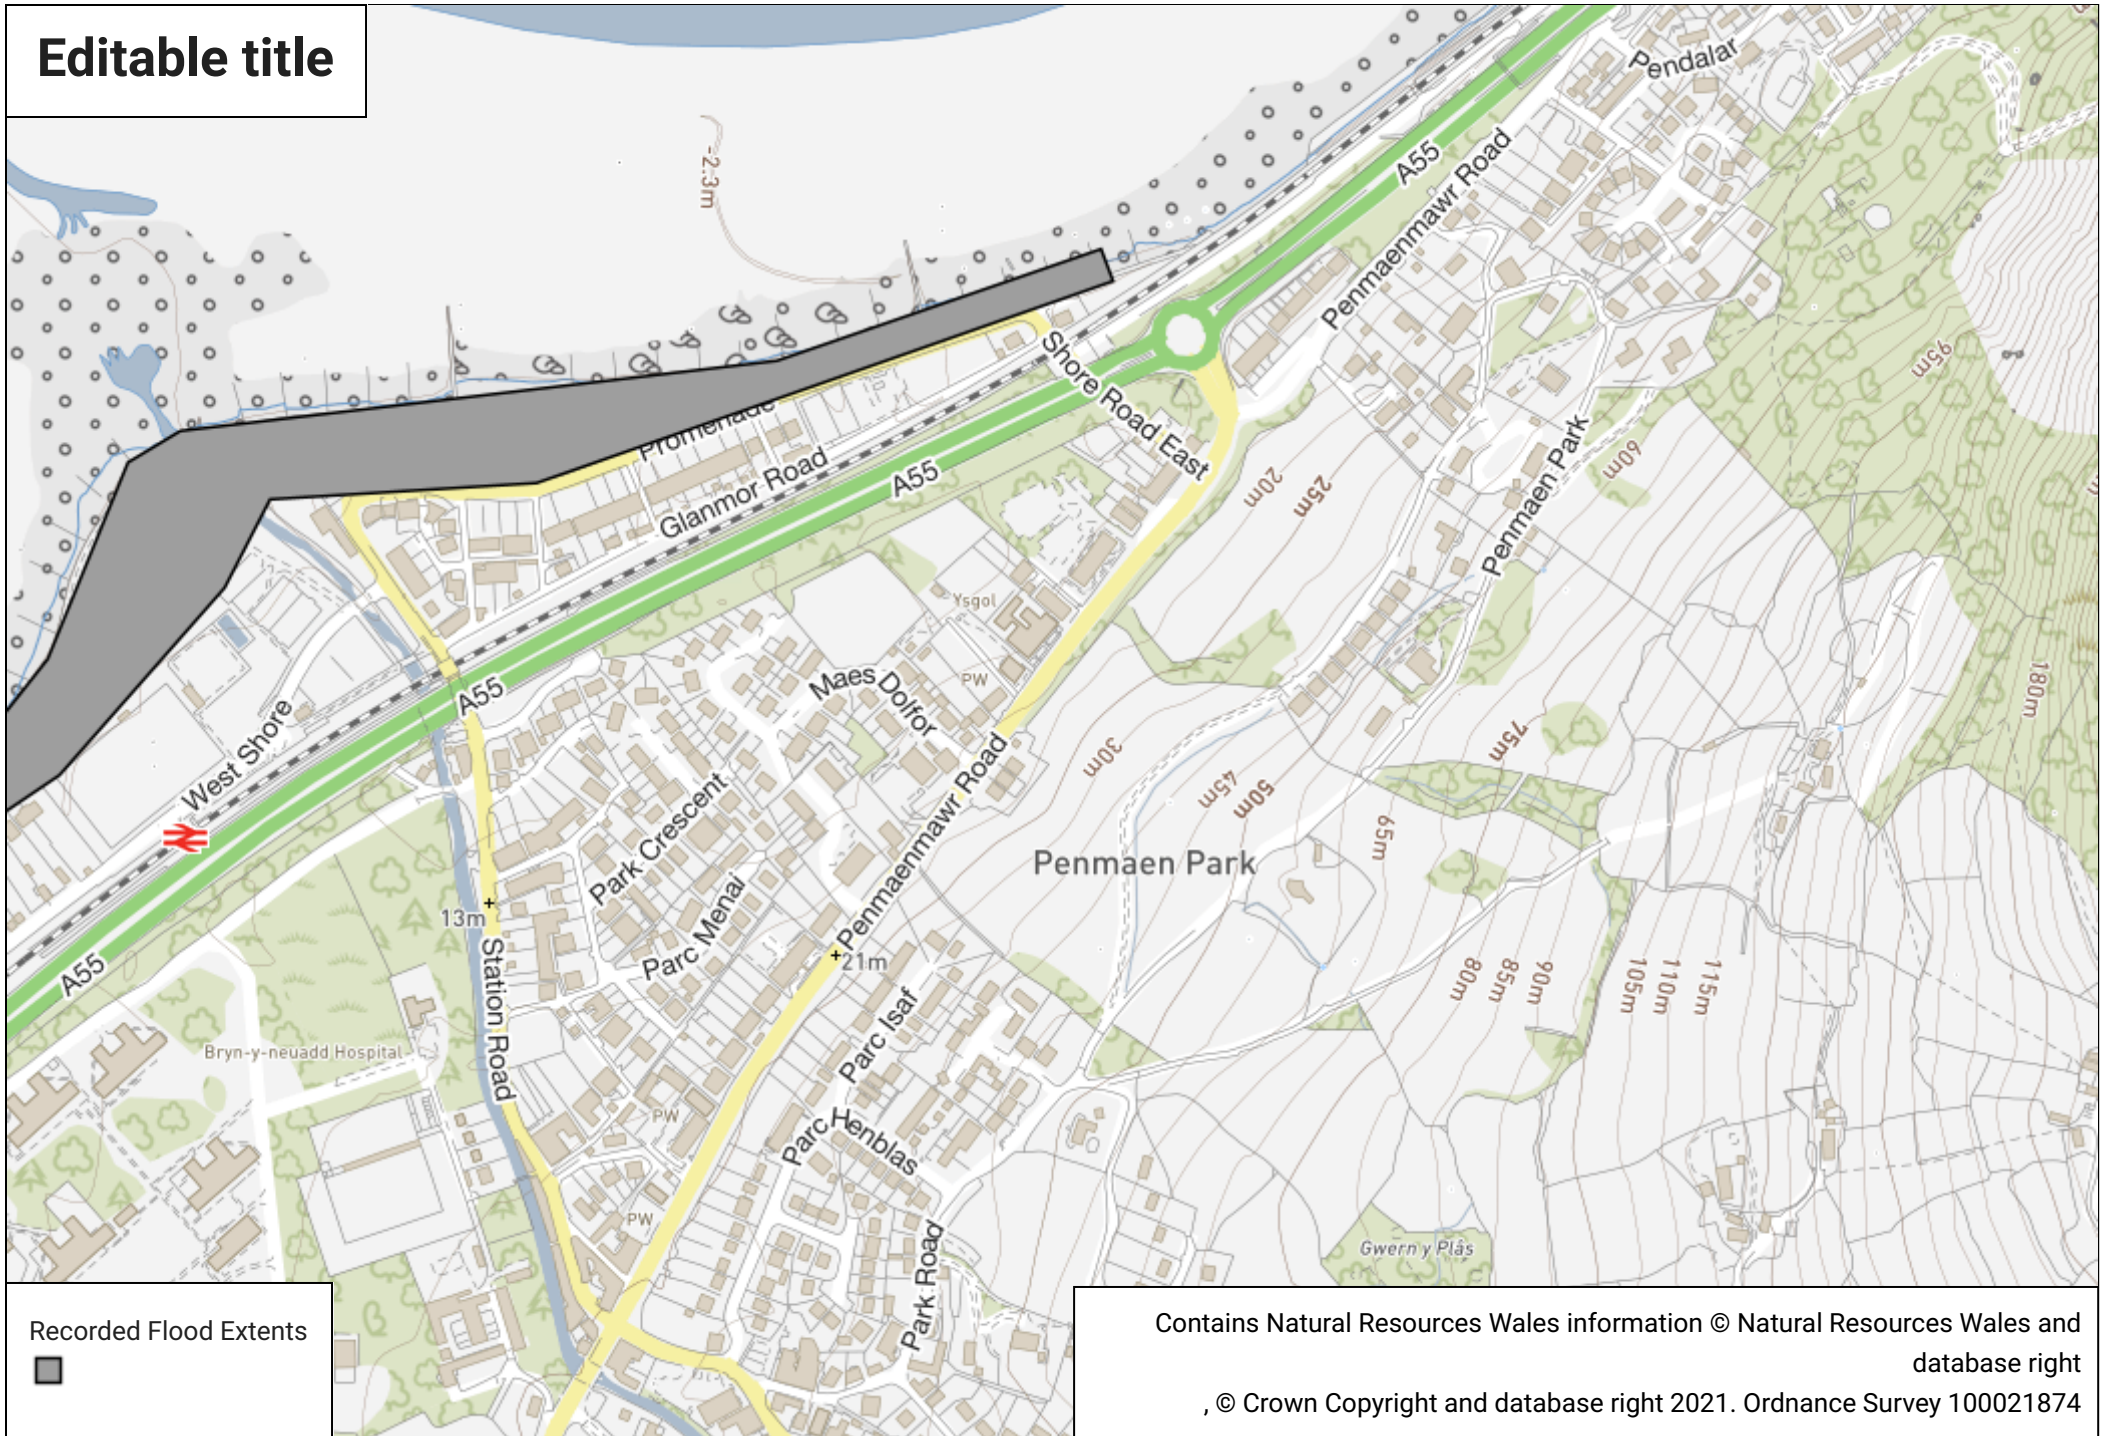 Editable title
-2.3m
Pendalar
A55
Penmaenmawr Road
95m
Shore Road East
Promenade
Glanmor Road
A55
20m
25m
Penmaen Park
60m
Ysgol
PW
Maes Dolfor
180m
A55
West Shore
30m
45m
50m
75m
65m
Park Crescent
Penmaenmawr Road
Penmaen Park
13m
Parc Menai
21m
A55
Station Road
80m
85m
90m
105m
110m
115m
Parc Isaf
Bryn-y-neuadd Hospital
PW
Parc Henblas
PW
Park Road
Gwern y Plâs
Recorded Flood Extents
Contains Natural Resources Wales information © Natural Resources Wales and
database right
, © Crown Copyright and database right 2021. Ordnance Survey 100021874